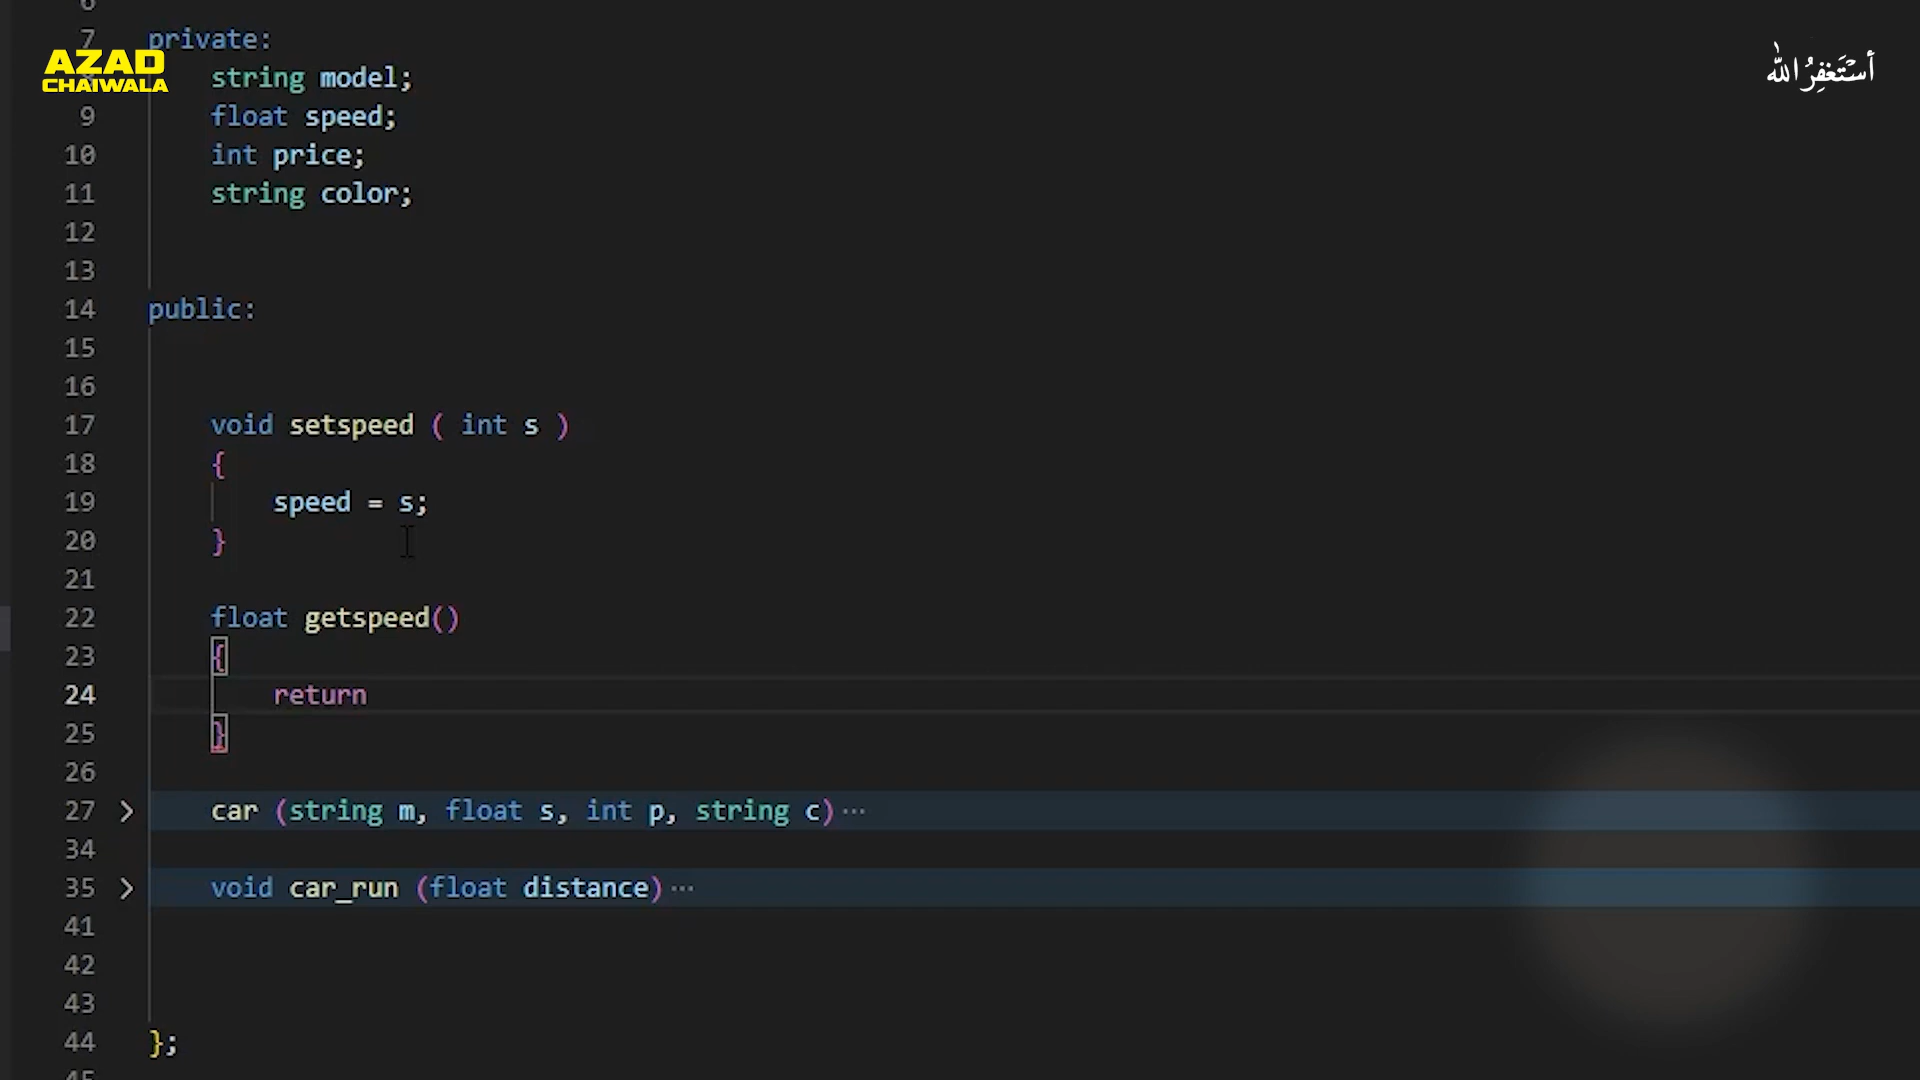 6
7 private:
AZAD
CHAIWALA
أستغفر الله
string model;
9 float speed;
10 int price;
11 string color;
12
13
14 public:
15
16
17 void setspeed ( int s )
18 {
19 speed = s;
20 }
21
22 float getspeed()
23 {
24 return
25 }
26
27 car (string m, float s, int p, string c)···
34
35 void car_run (float distance)···
41
42
43
44 };
45